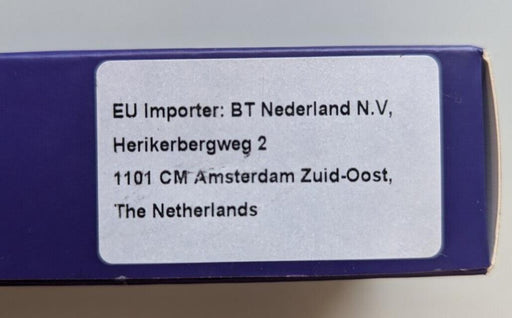 EU Importer: BT Nederland N.V,
Herikerbergweg 2
1101 CM Amsterdam Zuid-Oost,
The Netherlands